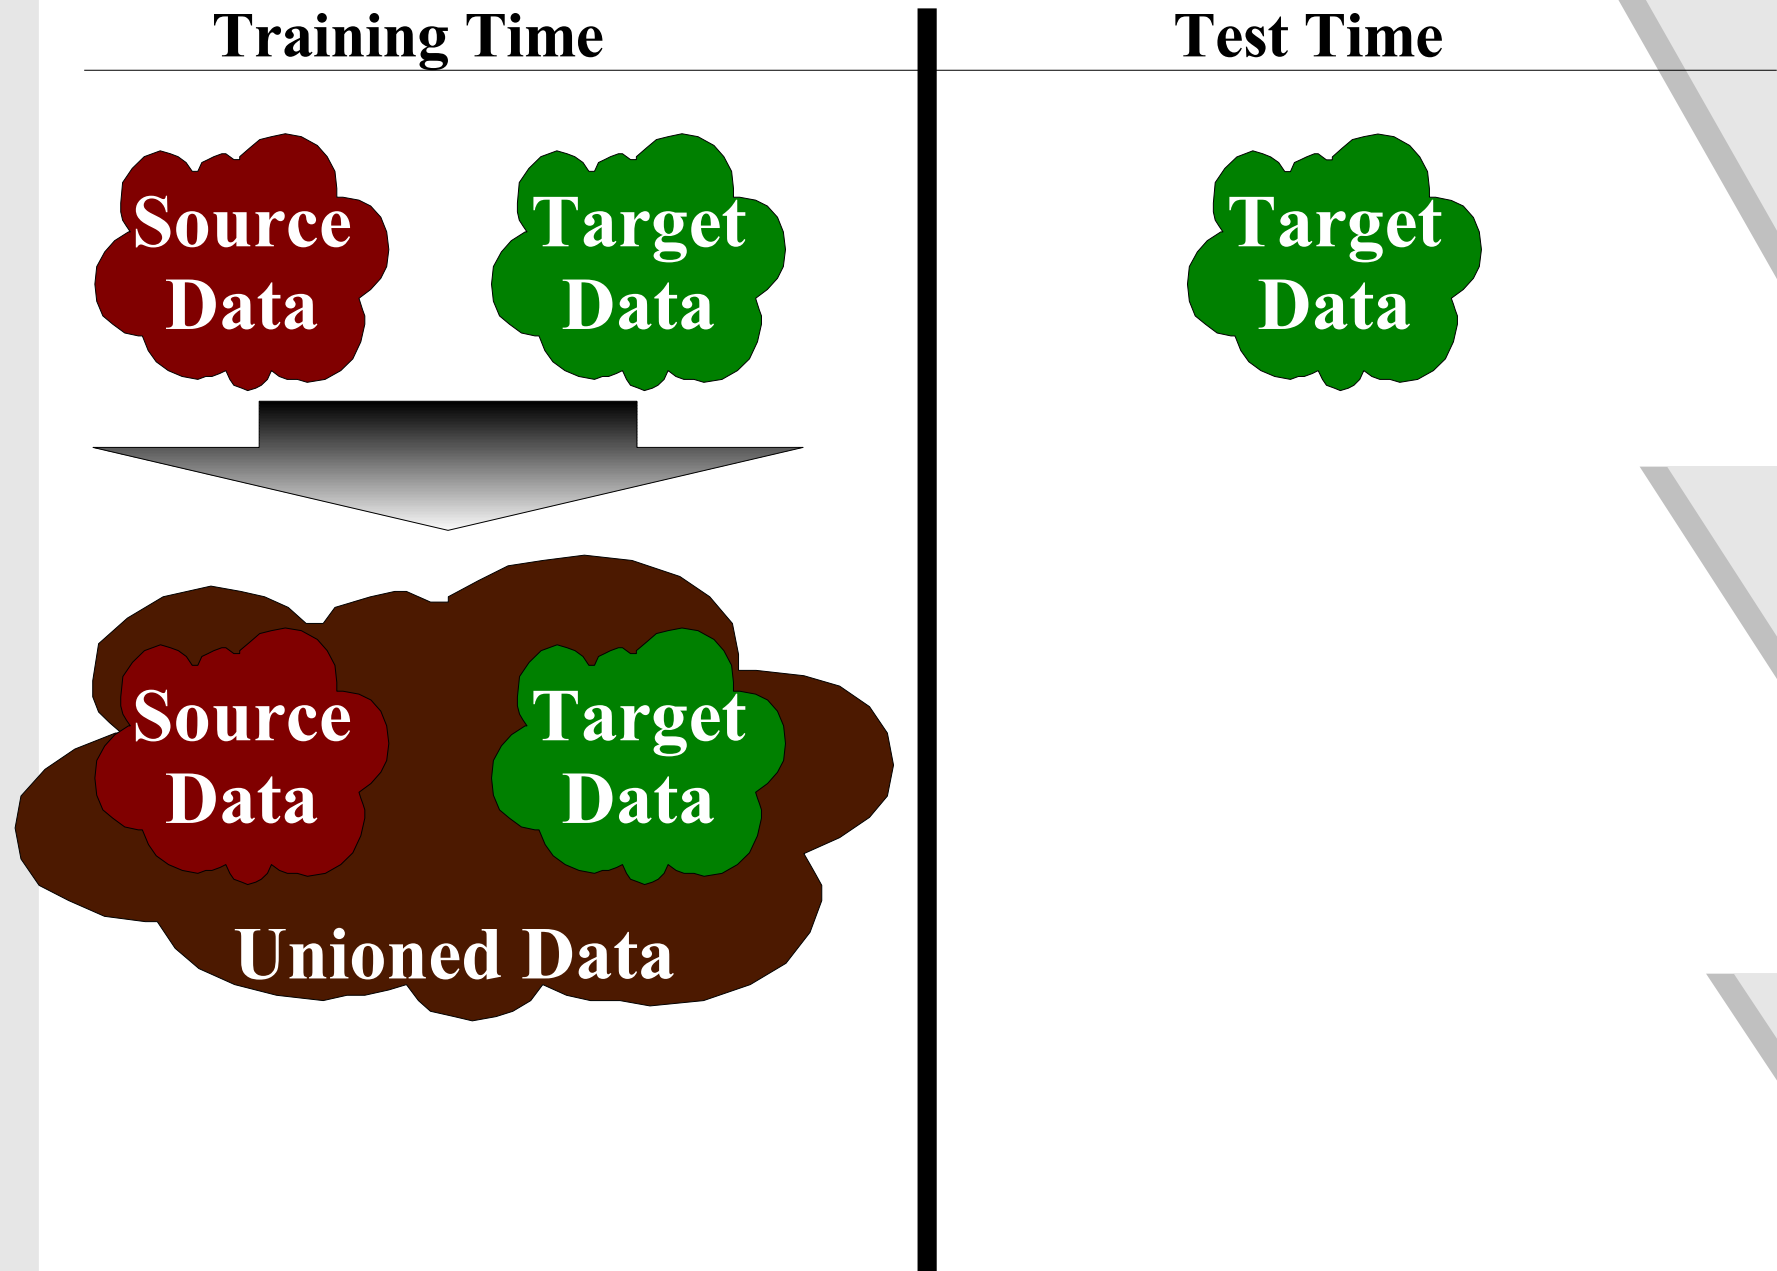 Training Time
Test Time
Source
Data
Target
Data
Target
Data
Source
Data
Target
Data
Unioned Data